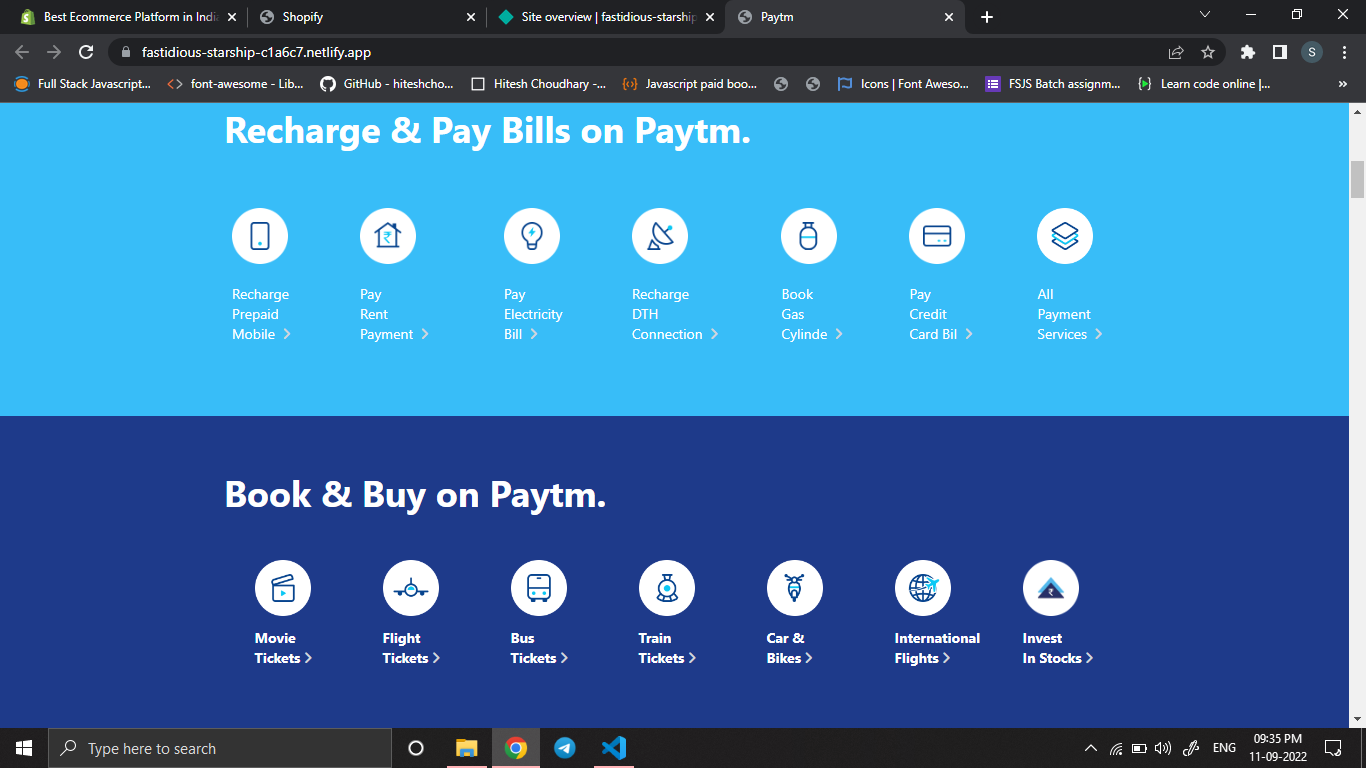 Best Ecommerce Platform in Indi
Shopify
Site overview | fastidious-starship
Paytm
fastidious-starship-c1a6c7.netlify.app
S
Full Stack Javascript...
font-awesome - Lib...
GitHub - hiteshcho...
Hitesh Choudhary -...
Javascript paid boo...
Icons | Font Aweso...
FSJS Batch assignm...
Learn code online |...
»
Recharge & Pay Bills on Paytm.
Recharge
Prepaid
Mobile
Pay
Rent
Payment
Pay
Electricity
Bill
Recharge
DTH
Connection
Book
Gas
Cylinde
Pay
Credit
Card Bil
All
Payment
Services
Book & Buy on Paytm.
Movie
Tickets
Flight
Tickets
Bus
Tickets
Train
Tickets
Car &
Bikes
International
Flights
Invest
In Stocks
Type here to search
ENG
09:35 PM
11-09-2022